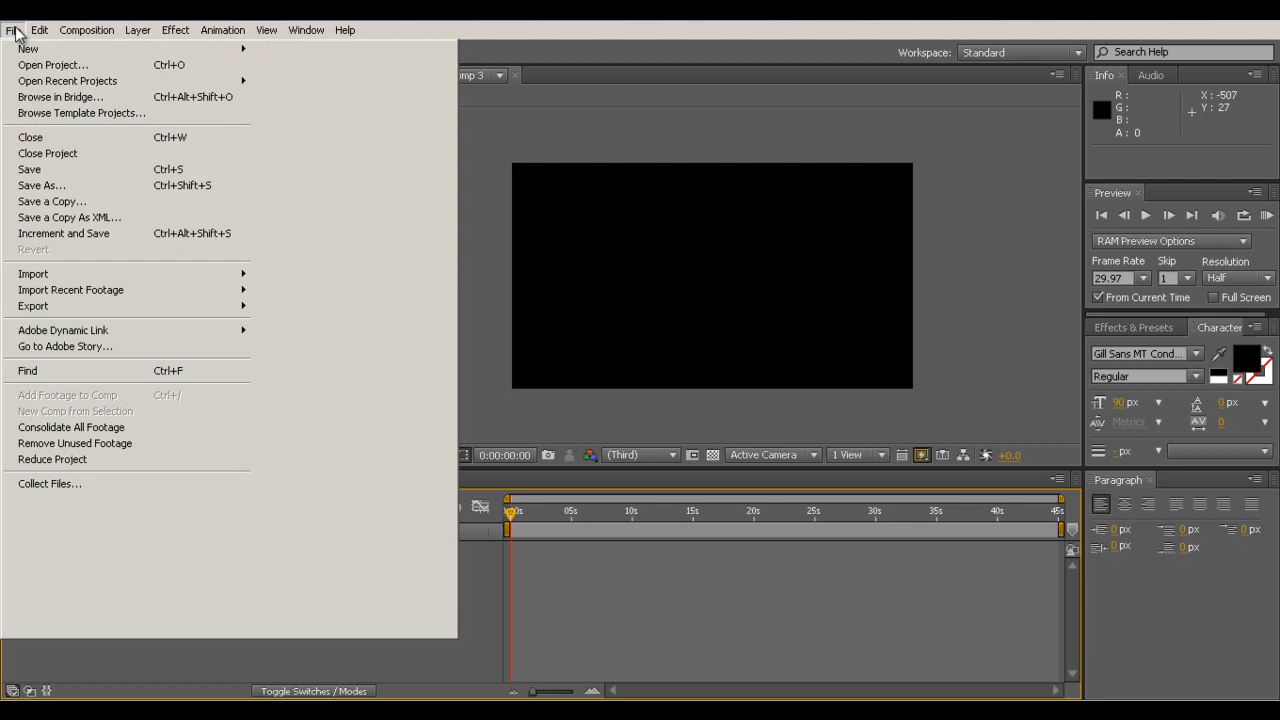 File Edit Composition Layer Effect Animation View Window Help
New
Open Project... Ctrl+O
Open Recent Projects
Browse in Bridge... Ctrl+Alt+Shift+O
Browse Template Projects...
Close Ctrl+W
Close Project
Save Ctrl+S
Save As... Ctrl+Shift+S
Save a Copy...
Save a Copy As XML...
Increment and Save Ctrl+Alt+Shift+S
Revert
Import
Import Recent Footage
Export
Adobe Dynamic Link
Go to Adobe Story...
Find Ctrl+F
Add Footage to Comp Ctrl+/
New Comp from Selection
Consolidate All Footage
Remove Unused Footage
Reduce Project
Collect Files...
Workspace: Standard Search Help
omp 3
Info Audio
R : X : -507
G : Y : 27
B :
A : 0
Preview
RAM Preview Options
Frame Rate Skip Resolution
29.97 1 Half
From Current Time Full Screen
Effects & Presets Character
Gill Sans MT Cond...
Regular
90 px 0 px
Metrics 0
- px
0:00:00:00 (Third) Active Camera 1 View +0.0
Paragraph
0 px 0 px 0 px
0 px 0 px
05s 10s 15s 20s 25s 30s 35s 40s 45s
Toggle Switches / Modes